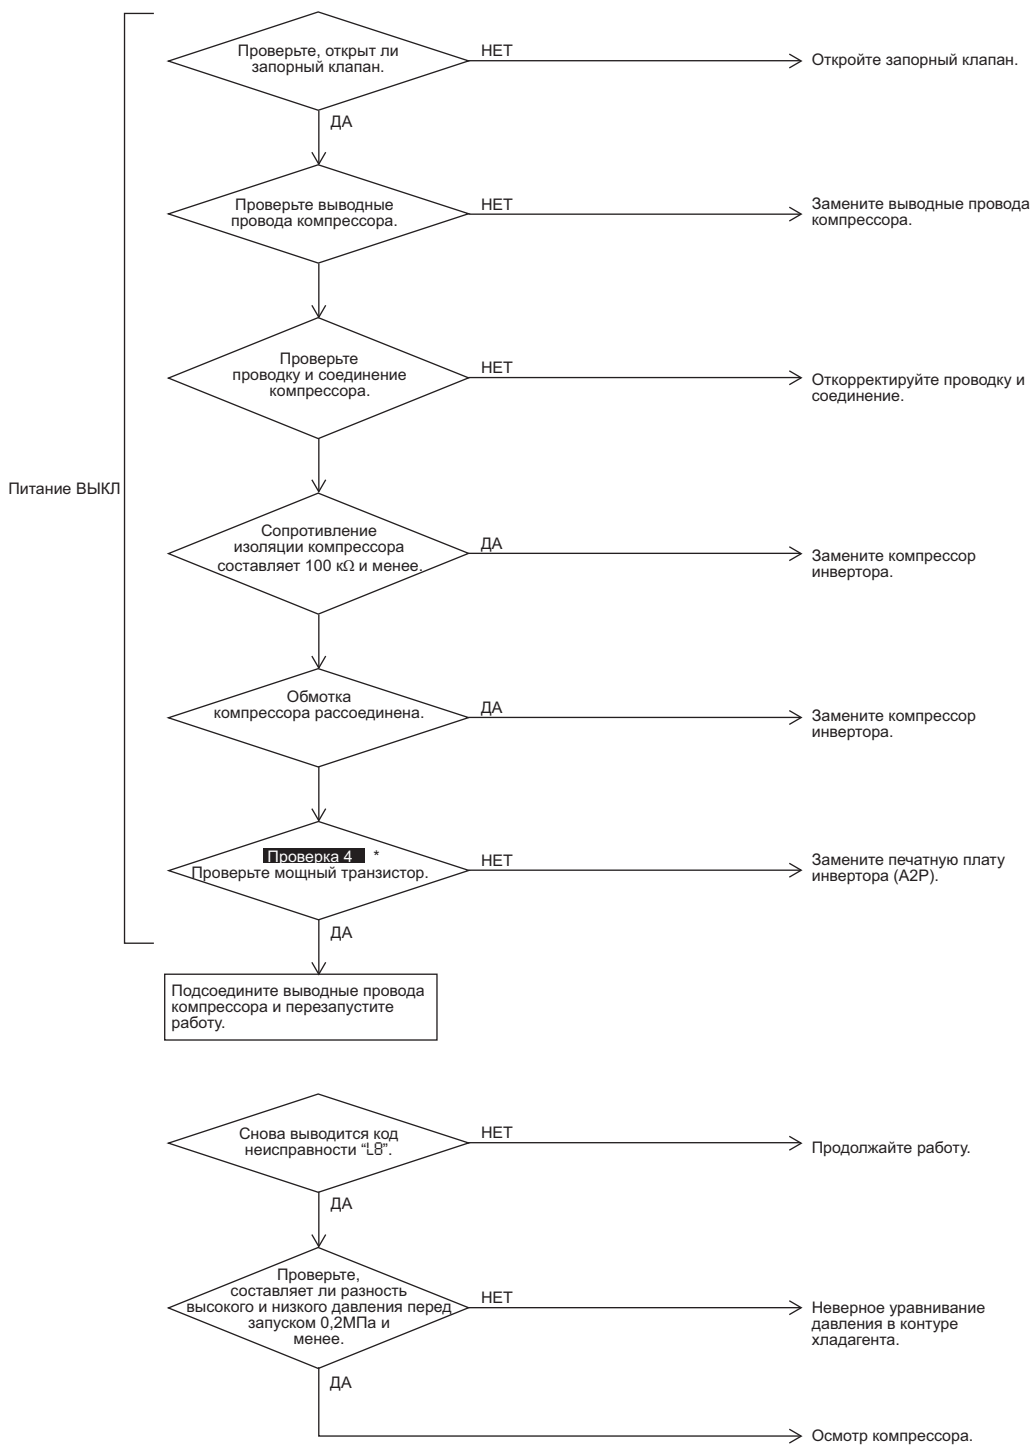 Проверьте, открыт ли
запорный клапан.
НЕТ
Откройте запорный клапан.
ДА
Проверьте выводные
провода компрессора.
НЕТ
Замените выводные провода
компрессора.
Проверьте
проводку и соединение
компрессора.
НЕТ
Откорректируйте проводку и
соединение.
Питание ВЫКЛ
Сопротивление
изоляции компрессора
составляет 100 кΩ и менее.
ДА
Замените компрессор
инвертора.
Обмотка
компрессора рассоединена.
ДА
Замените компрессор
инвертора.
Проверка 4 *
Проверьте мощный транзистор.
НЕТ
Замените печатную плату
инвертора (A2P).
ДА
Подсоедините выводные провода
компрессора и перезапустите
работу.
Снова выводится код
неисправности “L8”.
НЕТ
Продолжайте работу.
ДА
Проверьте,
составляет ли разность
высокого и низкого давления перед
запуском 0,2МПа и
менее.
НЕТ
Неверное уравнивание
давления в контуре
хладагента.
ДА
Осмотр компрессора.